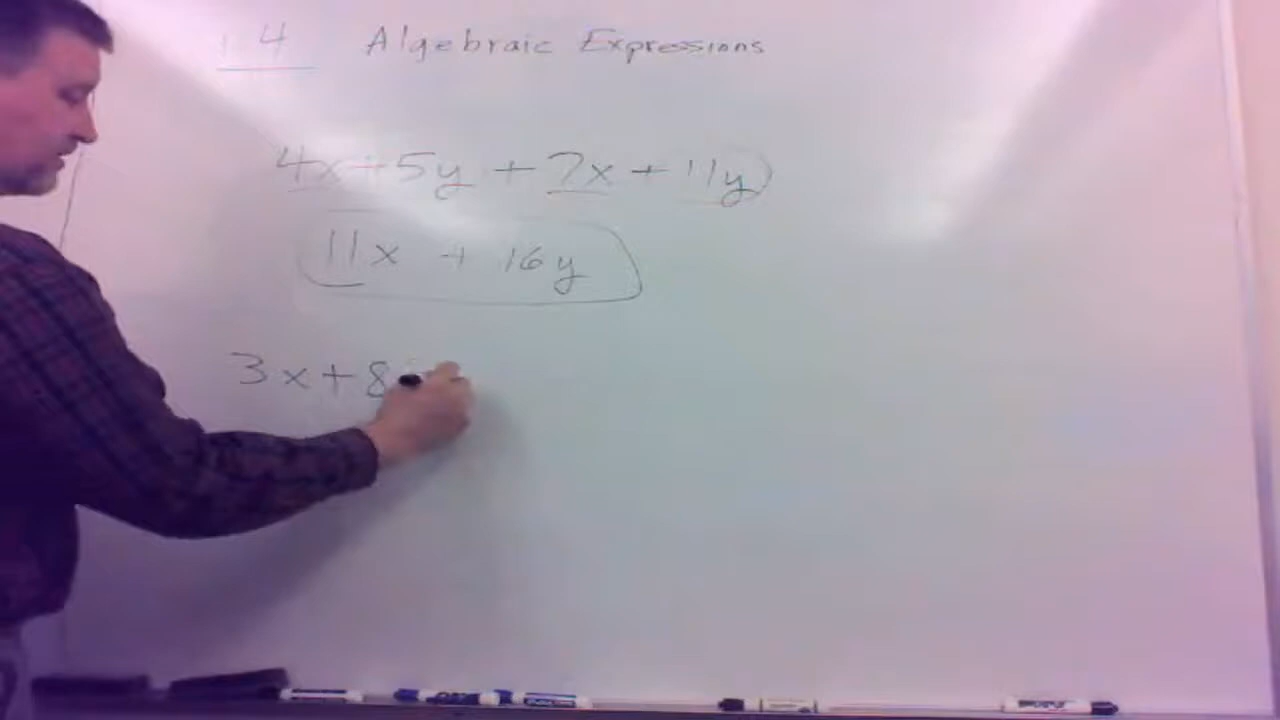 1.4 Algebraic Expressions
4x + 5y + 7x + 11y
11x + 16y
3x + 8